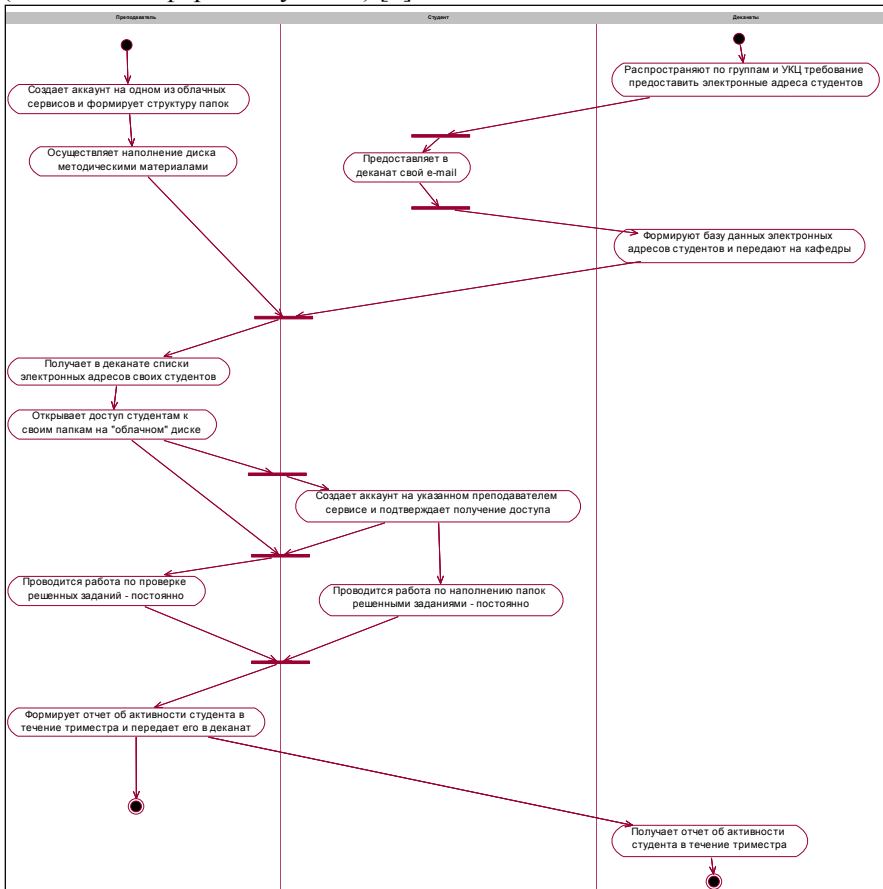 Преподаватель
Студент
Деканаты
Распространяют по группам и УКЦ требование
предоставить электронные адреса студентов
Создает аккаунт на одном из облачных
сервисов и формирует структуру папок
Осуществляет наполнение диска
методическими материалами
Предоставляет в
деканат свой e-mail
Формируют базу данных электронных
адресов студентов и передают на кафедры
Получает в деканате списки
электронных адресов своих студентов
Открывает доступ студентам к
своим папкам на "облачном" диске
Создает аккаунт на указанном преподавателем
сервисе и подтверждает получение доступа
Проводится работа по проверке
решенных заданий - постоянно
Проводится работа по наполнению папок
решенными заданиями - постоянно
Формирует отчет об активности студента в
течение триместра и передает его в деканат
Получает отчет об активности
студента в течение триместра